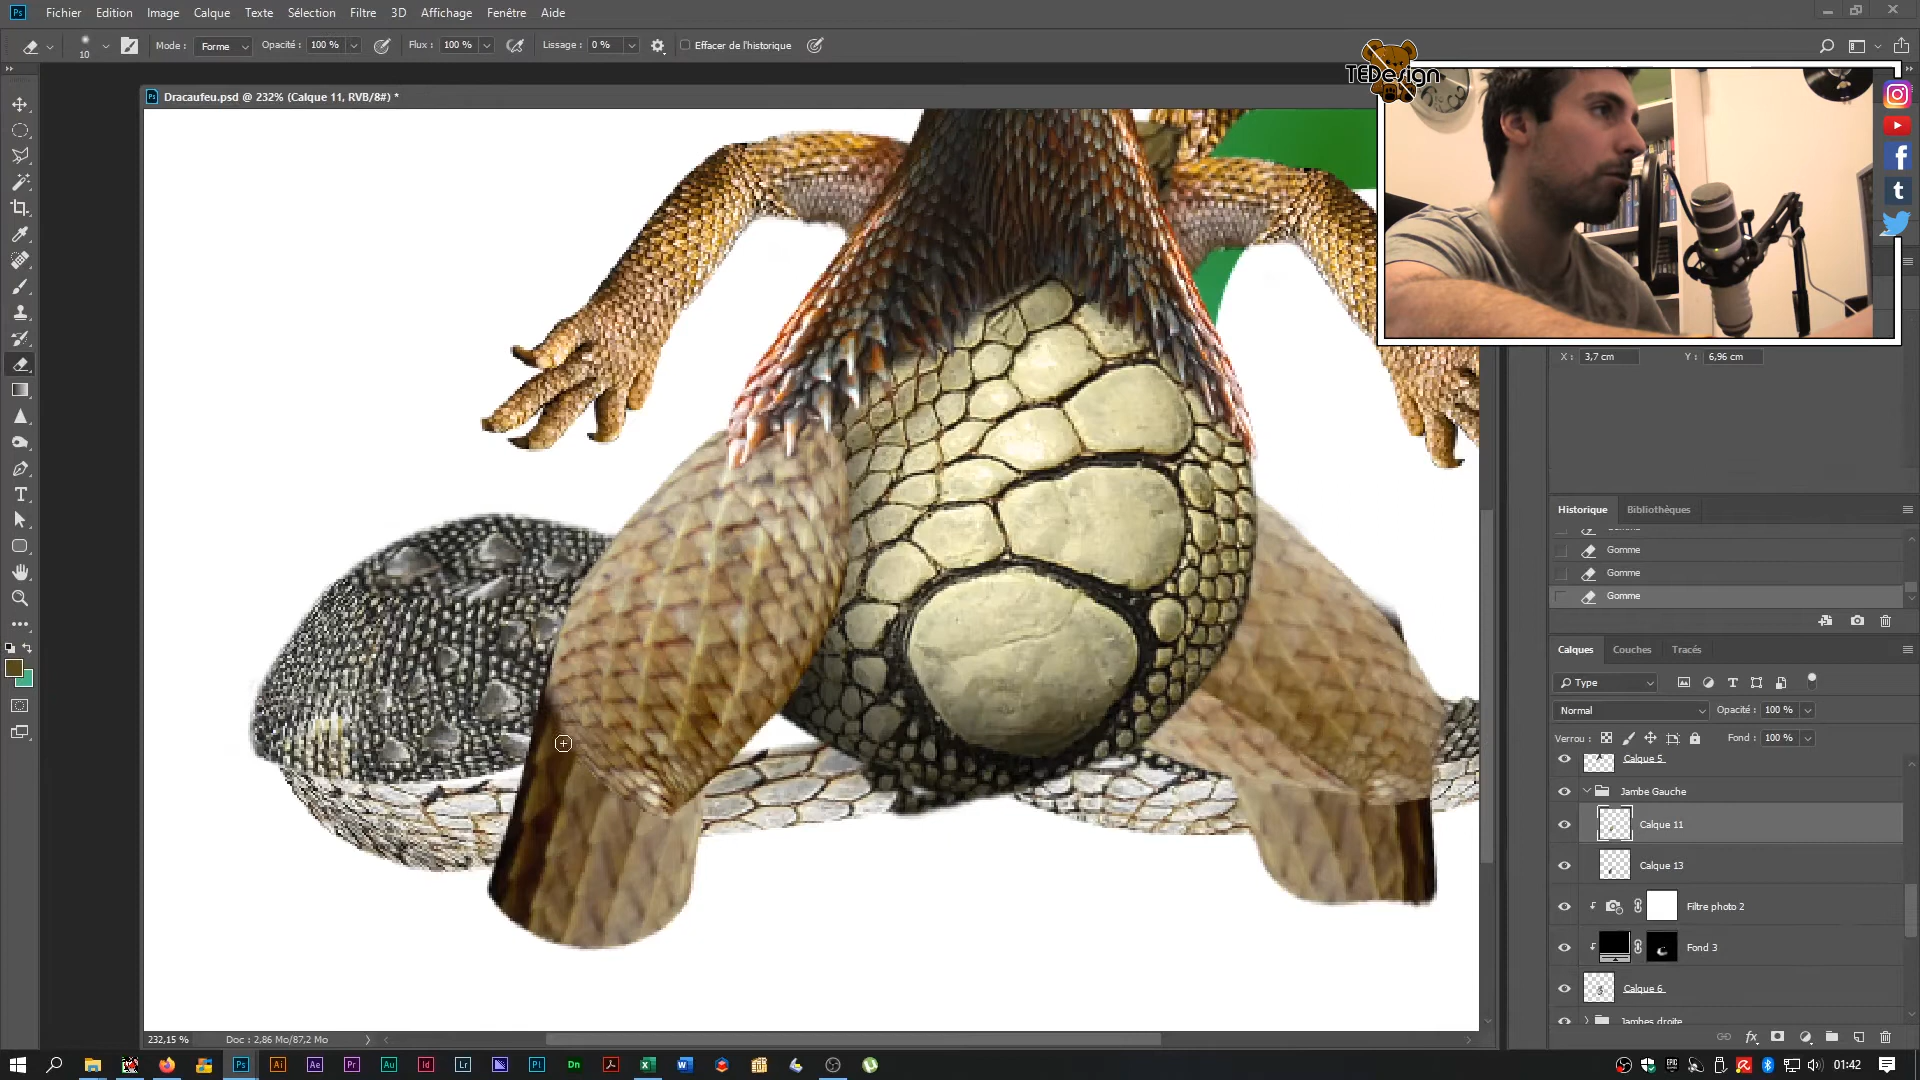 Fichier Edition Image Calque Texte Sélection Filtre 3D Affichage Fenêtre Aide
10 Mode : Forme Opacité : 100 % Flux : 100 % Lissage : 0 % Effacer de l'historique
TEDesign
Dracaufeu.psd @ 232% (Calque 11, RVB/8#) *
X : 3,7 cm Y : 6,96 cm
Historique Bibliothèques
Gomme
Gomme
Gomme
Calques Couches Tracés
Type
Normal Opacité : 100 %
Verrou : Fond : 100 %
Calque 5
Jambe Gauche
Calque 11
Calque 13
Filtre photo 2
Fond 3
Calque 6
Jambes droite
232,15 % Doc : 2,86 Mo/87,2 Mo
01:42